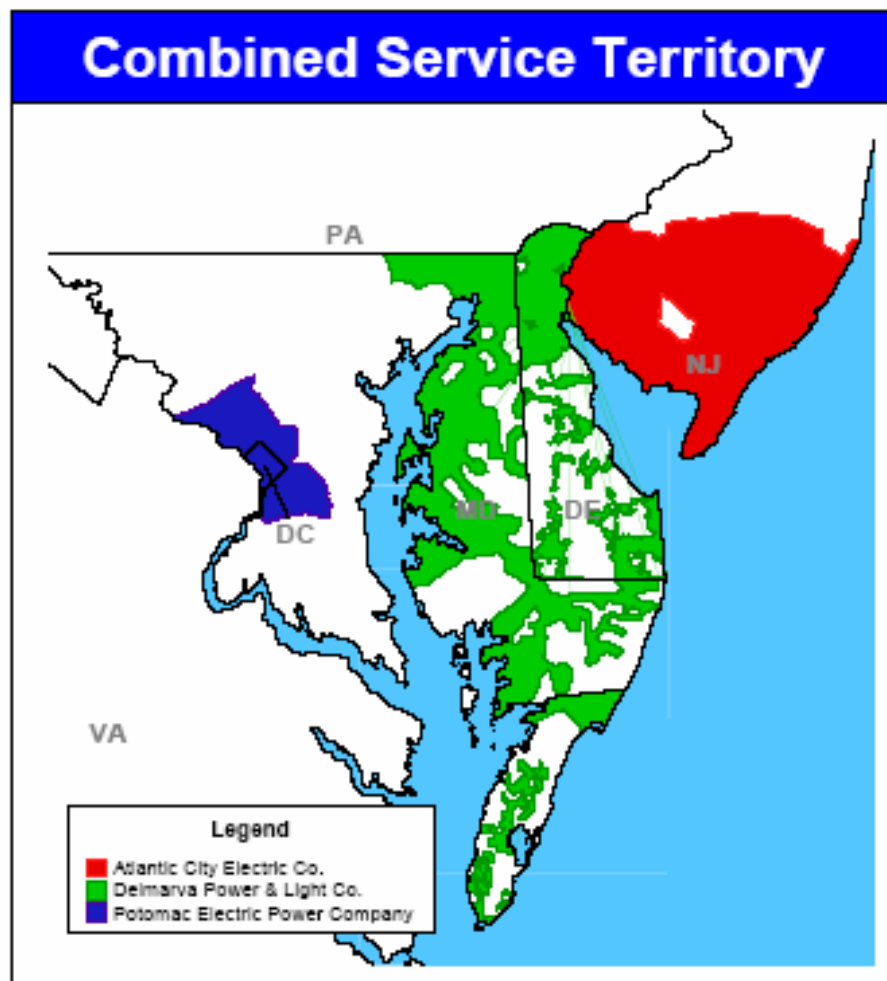 Combined Service Territory
PA
NJ
MD
DE
DC
VA
Legend
Atlantic City Electric Co.
Delmarva Power & Light Co.
Potomac Electric Power Company